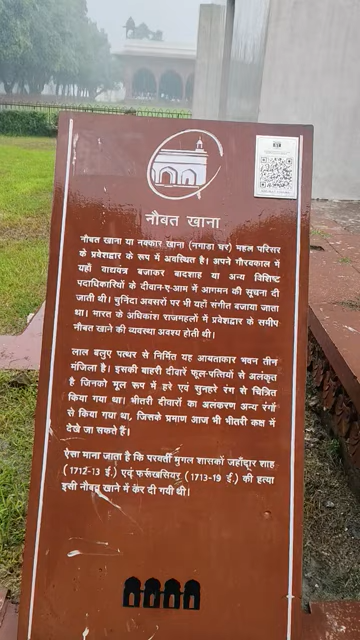 नौबत खाना
नौबत खाना या नक्कार खाना (नगाडा घर) महल परिसर
के प्रवेशद्वार के रूप में अवस्थित है। अपने गौरवकाल में
यहाँ वाद्ययंत्र बजाकर बादशाह या अन्य विशिष्ट
पदाधिकारियों के दीवान-ए-आम में आगमन की सूचना दी
जाती थी। चुनिंदा अवसरों पर भी यहाँ संगीत बजाया जाता
था। भारत के अधिकांश राजमहलों में प्रवेशद्वार के समीप
नौबत खाने की व्यवस्था अवश्य होती थी।
लाल बलुए पत्थर से निर्मित यह आयताकार भवन तीन
मंजिला है। इसकी बाहरी दीवारें फूल-पत्तियों से अलंकृत
है जिनको मूल रूप में हरे एवं सुनहरे रंग से चित्रित
किया गया था। भीतरी दीवारों का अलंकरण अन्य रंगों
से किया गया था, जिसके प्रमाण आज भी भीतरी कक्ष में
देखे जा सकते हैं।
ऐसा माना जाता है कि परवर्ती मुगल शासकों जहाँदार शाह
(1712-13 ई.) एवं फर्रूखसियर (1713-19 ई.) की हत्या
इसी नौबत खाने में कर दी गयी थी।